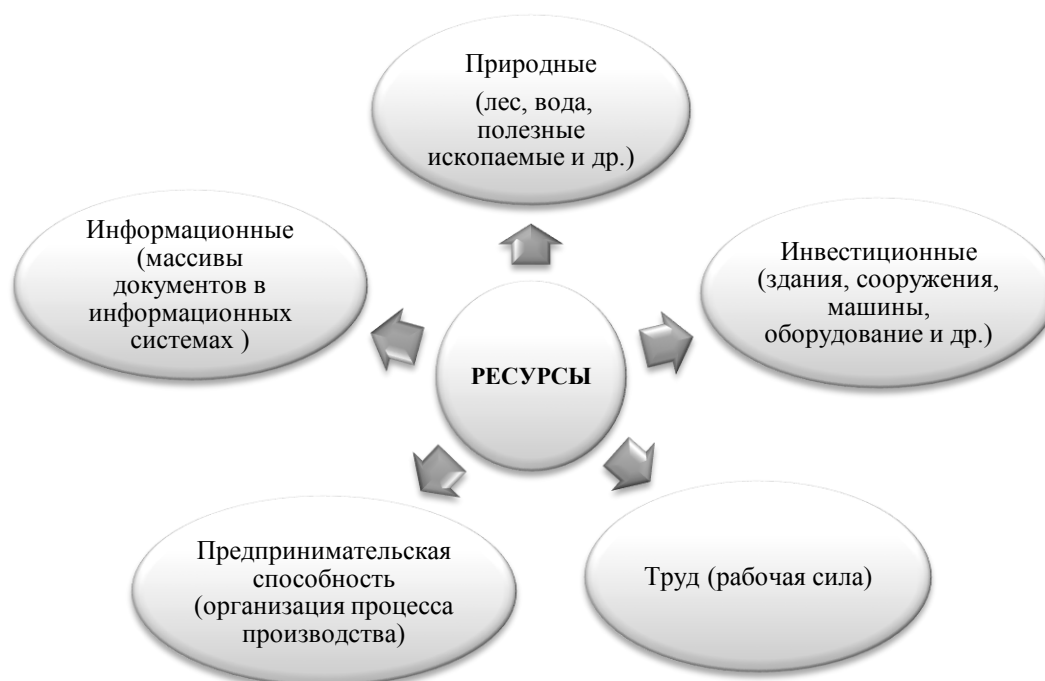 Природные
(лес, вода,
полезные
ископаемые и др.)
Информационные
(массивы
документов в
информационных
системах )
Инвестиционные
(здания, сооружения,
машины,
оборудование и др.)
РЕСУРСЫ
Предпринимательская
способность
(организация процесса
производства)
Труд (рабочая сила)